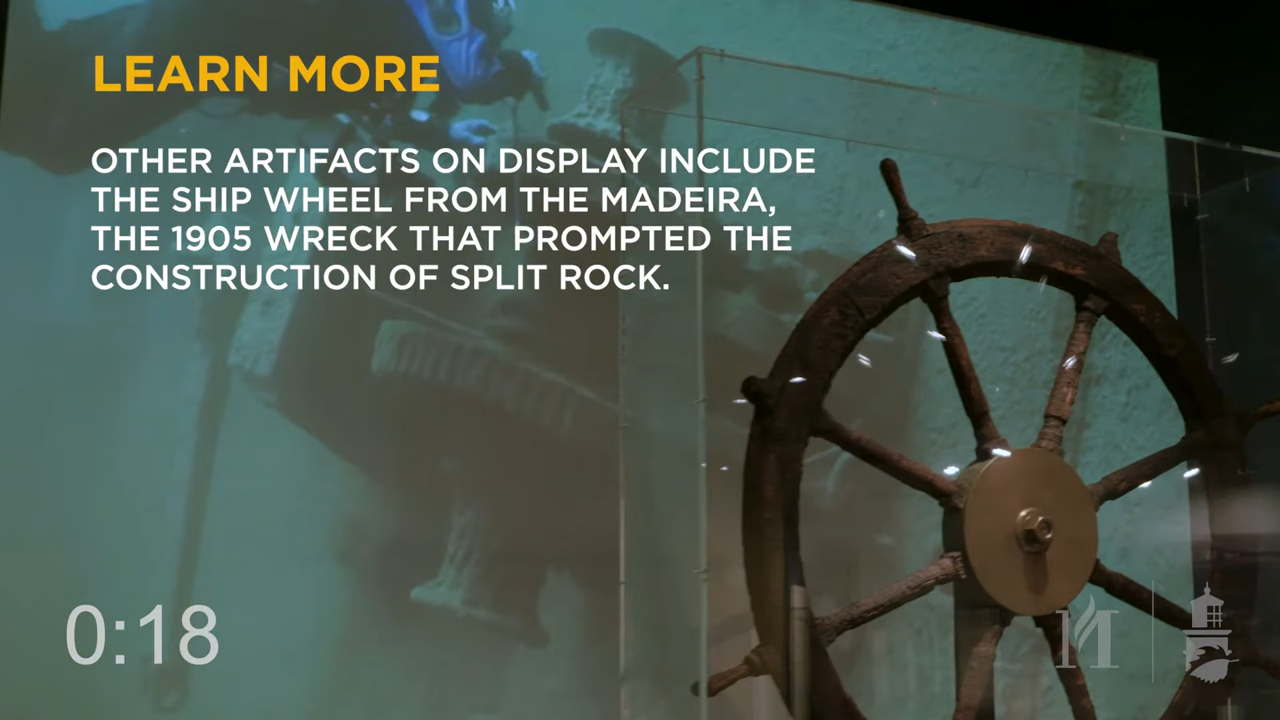 LEARN MORE
OTHER ARTIFACTS ON DISPLAY INCLUDE
THE SHIP WHEEL FROM THE MADEIRA,
THE 1905 WRECK THAT PROMPTED THE
CONSTRUCTION OF SPLIT ROCK.
0:18